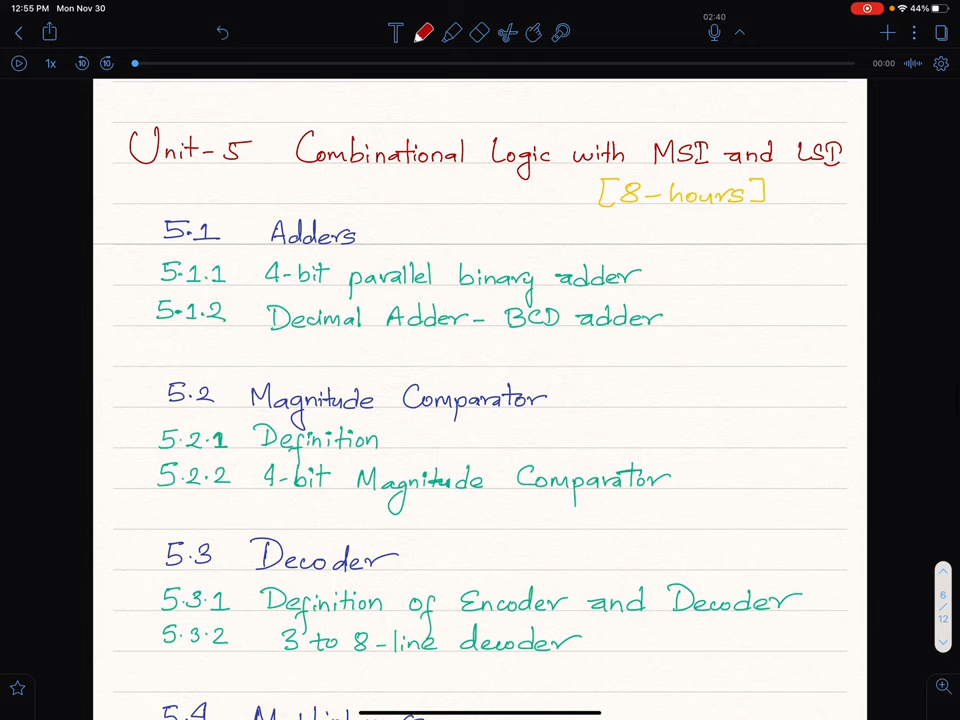 12:55 PM Mon Nov 30
44%
02:40
T
1x
10 10
00:00
Unit-5 Combinational Logic with MSI and LSI
[8-hours]
5.1 Adders
5.1.1 4-bit parallel binary adder
5.1.2 Decimal Adder- BCD adder
5.2 Magnitude Comparator
5.2.1 Definition
5.2.2 4-bit Magnitude Comparator
5.3 Decoder
5.3.1 Definition of Encoder and Decoder
5.3.2 3 to 8-line decoder
5.4
6
/
12